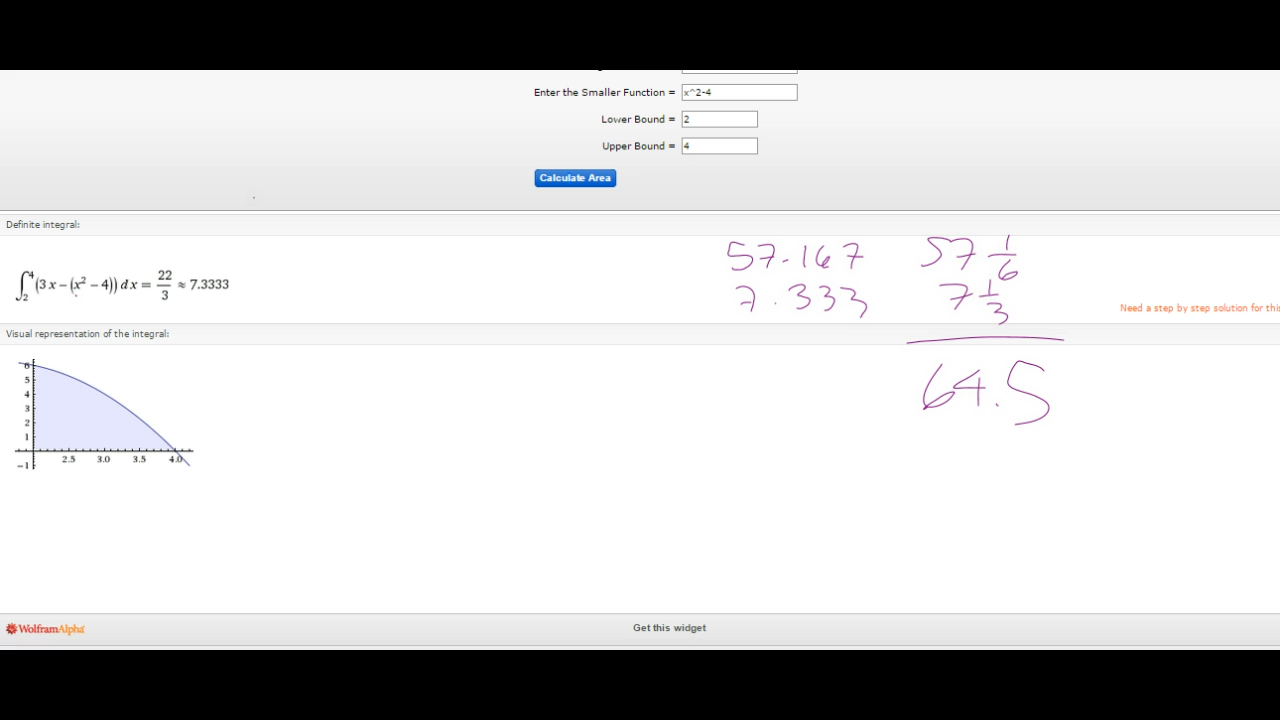 Enter the Smaller Function = x^2-4
Lower Bound = 2
Upper Bound = 4
Calculate Area
Definite integral:
∫₂⁴ (3 x − (x² − 4)) d x = 22/3 ≈ 7.3333
57.167 57 1/6
7.333 7 1/3
64.5
Need a step by step solution for this
Visual representation of the integral:
6
5
4
3
2
1
−1
2.5 3.0 3.5 4.0
WolframAlpha
Get this widget